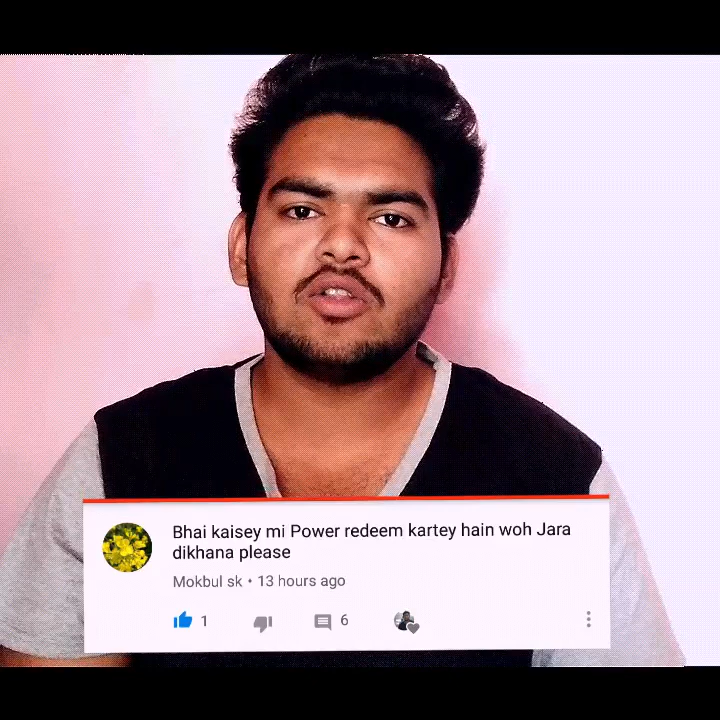 Bhai kaisey mi Power redeem kartey hain woh Jara
dikhana please
Mokbul sk • 13 hours ago
1
6